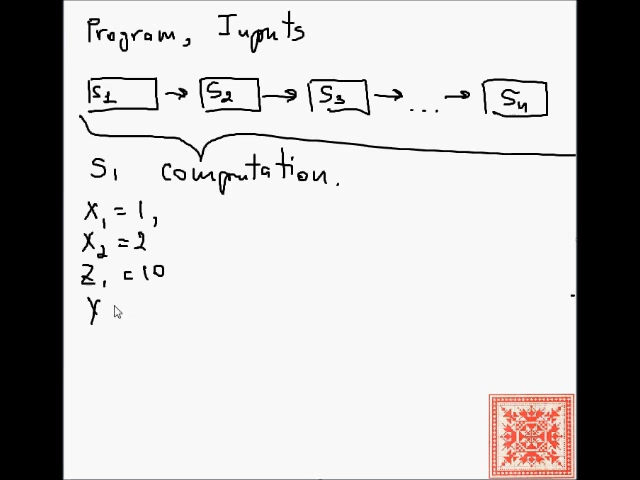 Program, Inputs
S1 → S2 → S3 → ... → Sn
S1 computation.
X1 = 1,
X2 = 2
Z1 = 10
Y